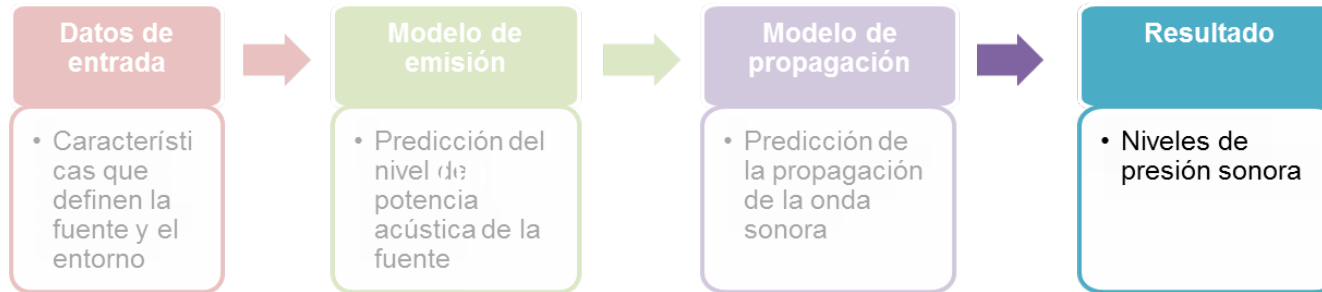 Datos de
entrada
• Característi
cas que
definen la
fuente y el
entorno
Modelo de
emisión
• Predicción del
nivel de
potencia
acústica de la
fuente
Modelo de
propagación
• Predicción de
la propagación
de la onda
sonora
Resultado
• Niveles de
presión sonora